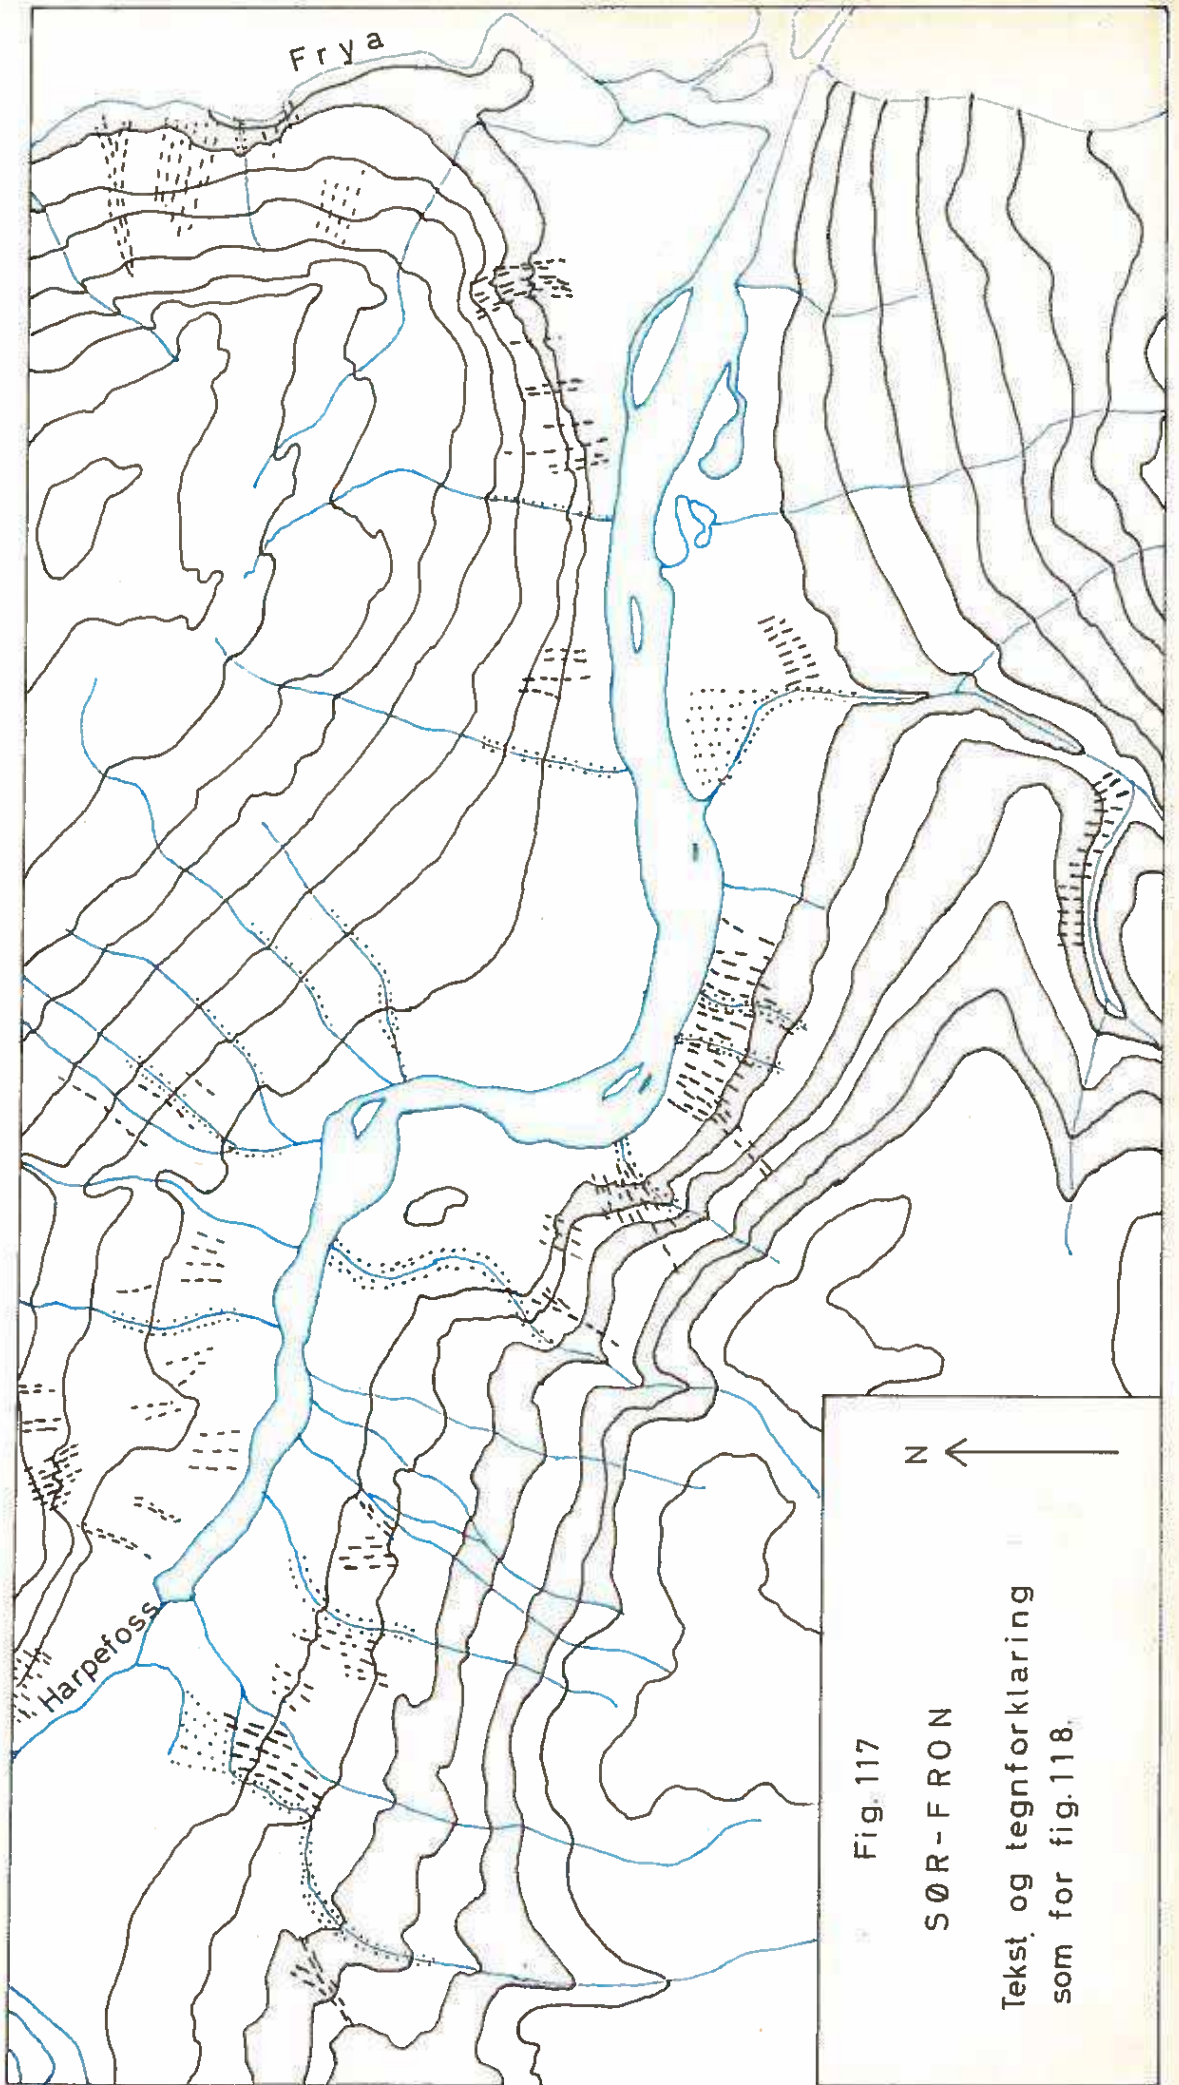 Frya
Harpefoss
N
Fig. 117
SØR-FRON
Tekst og tegnforklaring
som for fig. 118.